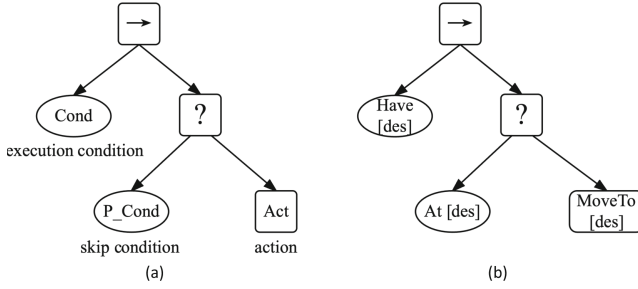 →
Cond
?
execution condition
P_Cond
Act
skip condition
action
(a)
→
Have
[des]
?
At [des]
MoveTo
[des]
(b)